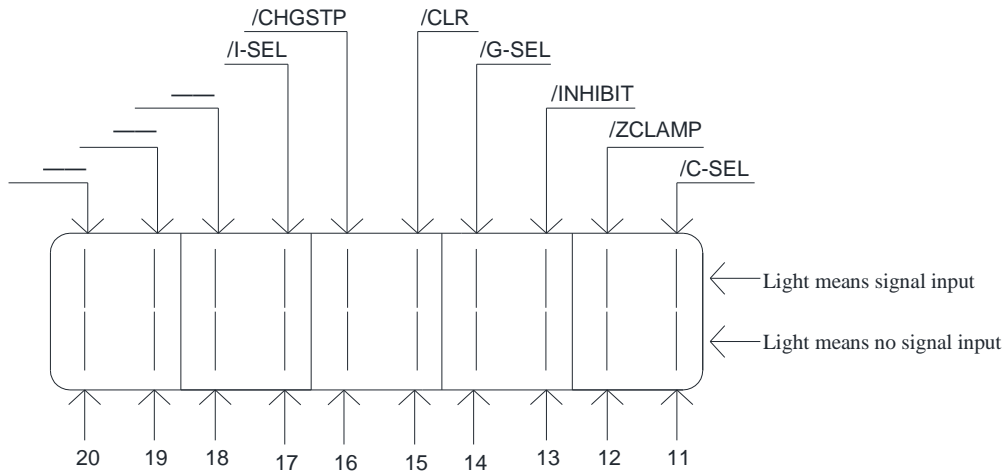 /CHGSTP /CLR
/I-SEL /G-SEL
—— /INHIBIT
—— /ZCLAMP
—— /C-SEL
Light means signal input
Light means no signal input
20 19 18 17 16 15 14 13 12 11